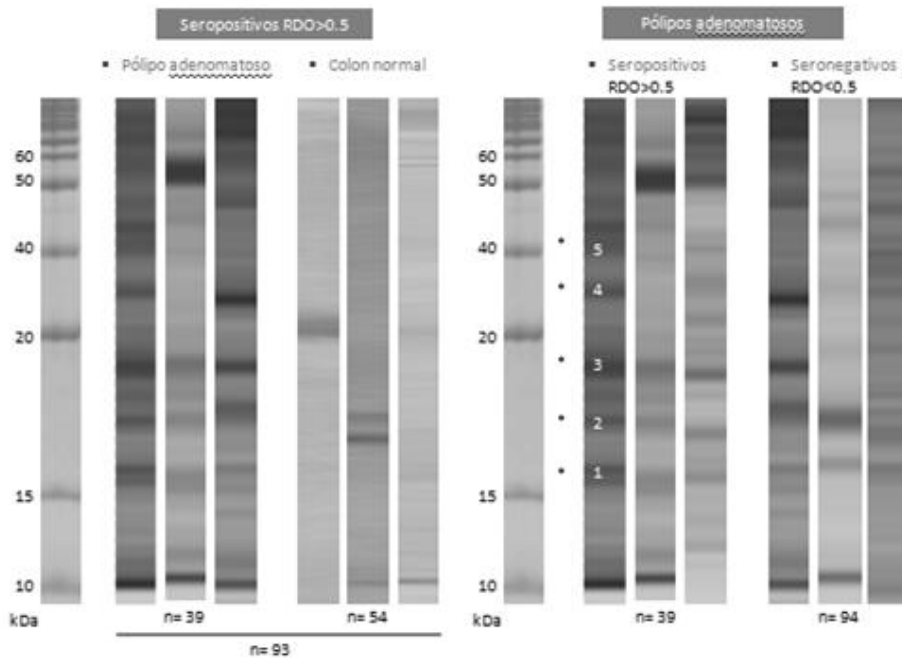 Seropositivos RDO>0.5
Pólipos adenomatosos
▪ Pólipo adenomatoso
▪ Colon normal
▪ Seropositivos
RDO>0.5
▪ Seronegativos
RDO<0.5
60
50
40
20
15
10
kDa
n= 39
n= 54
n= 93
60
50
40
20
15
10
kDa
* 5
* 4
* 3
* 2
* 1
n= 39
n= 94